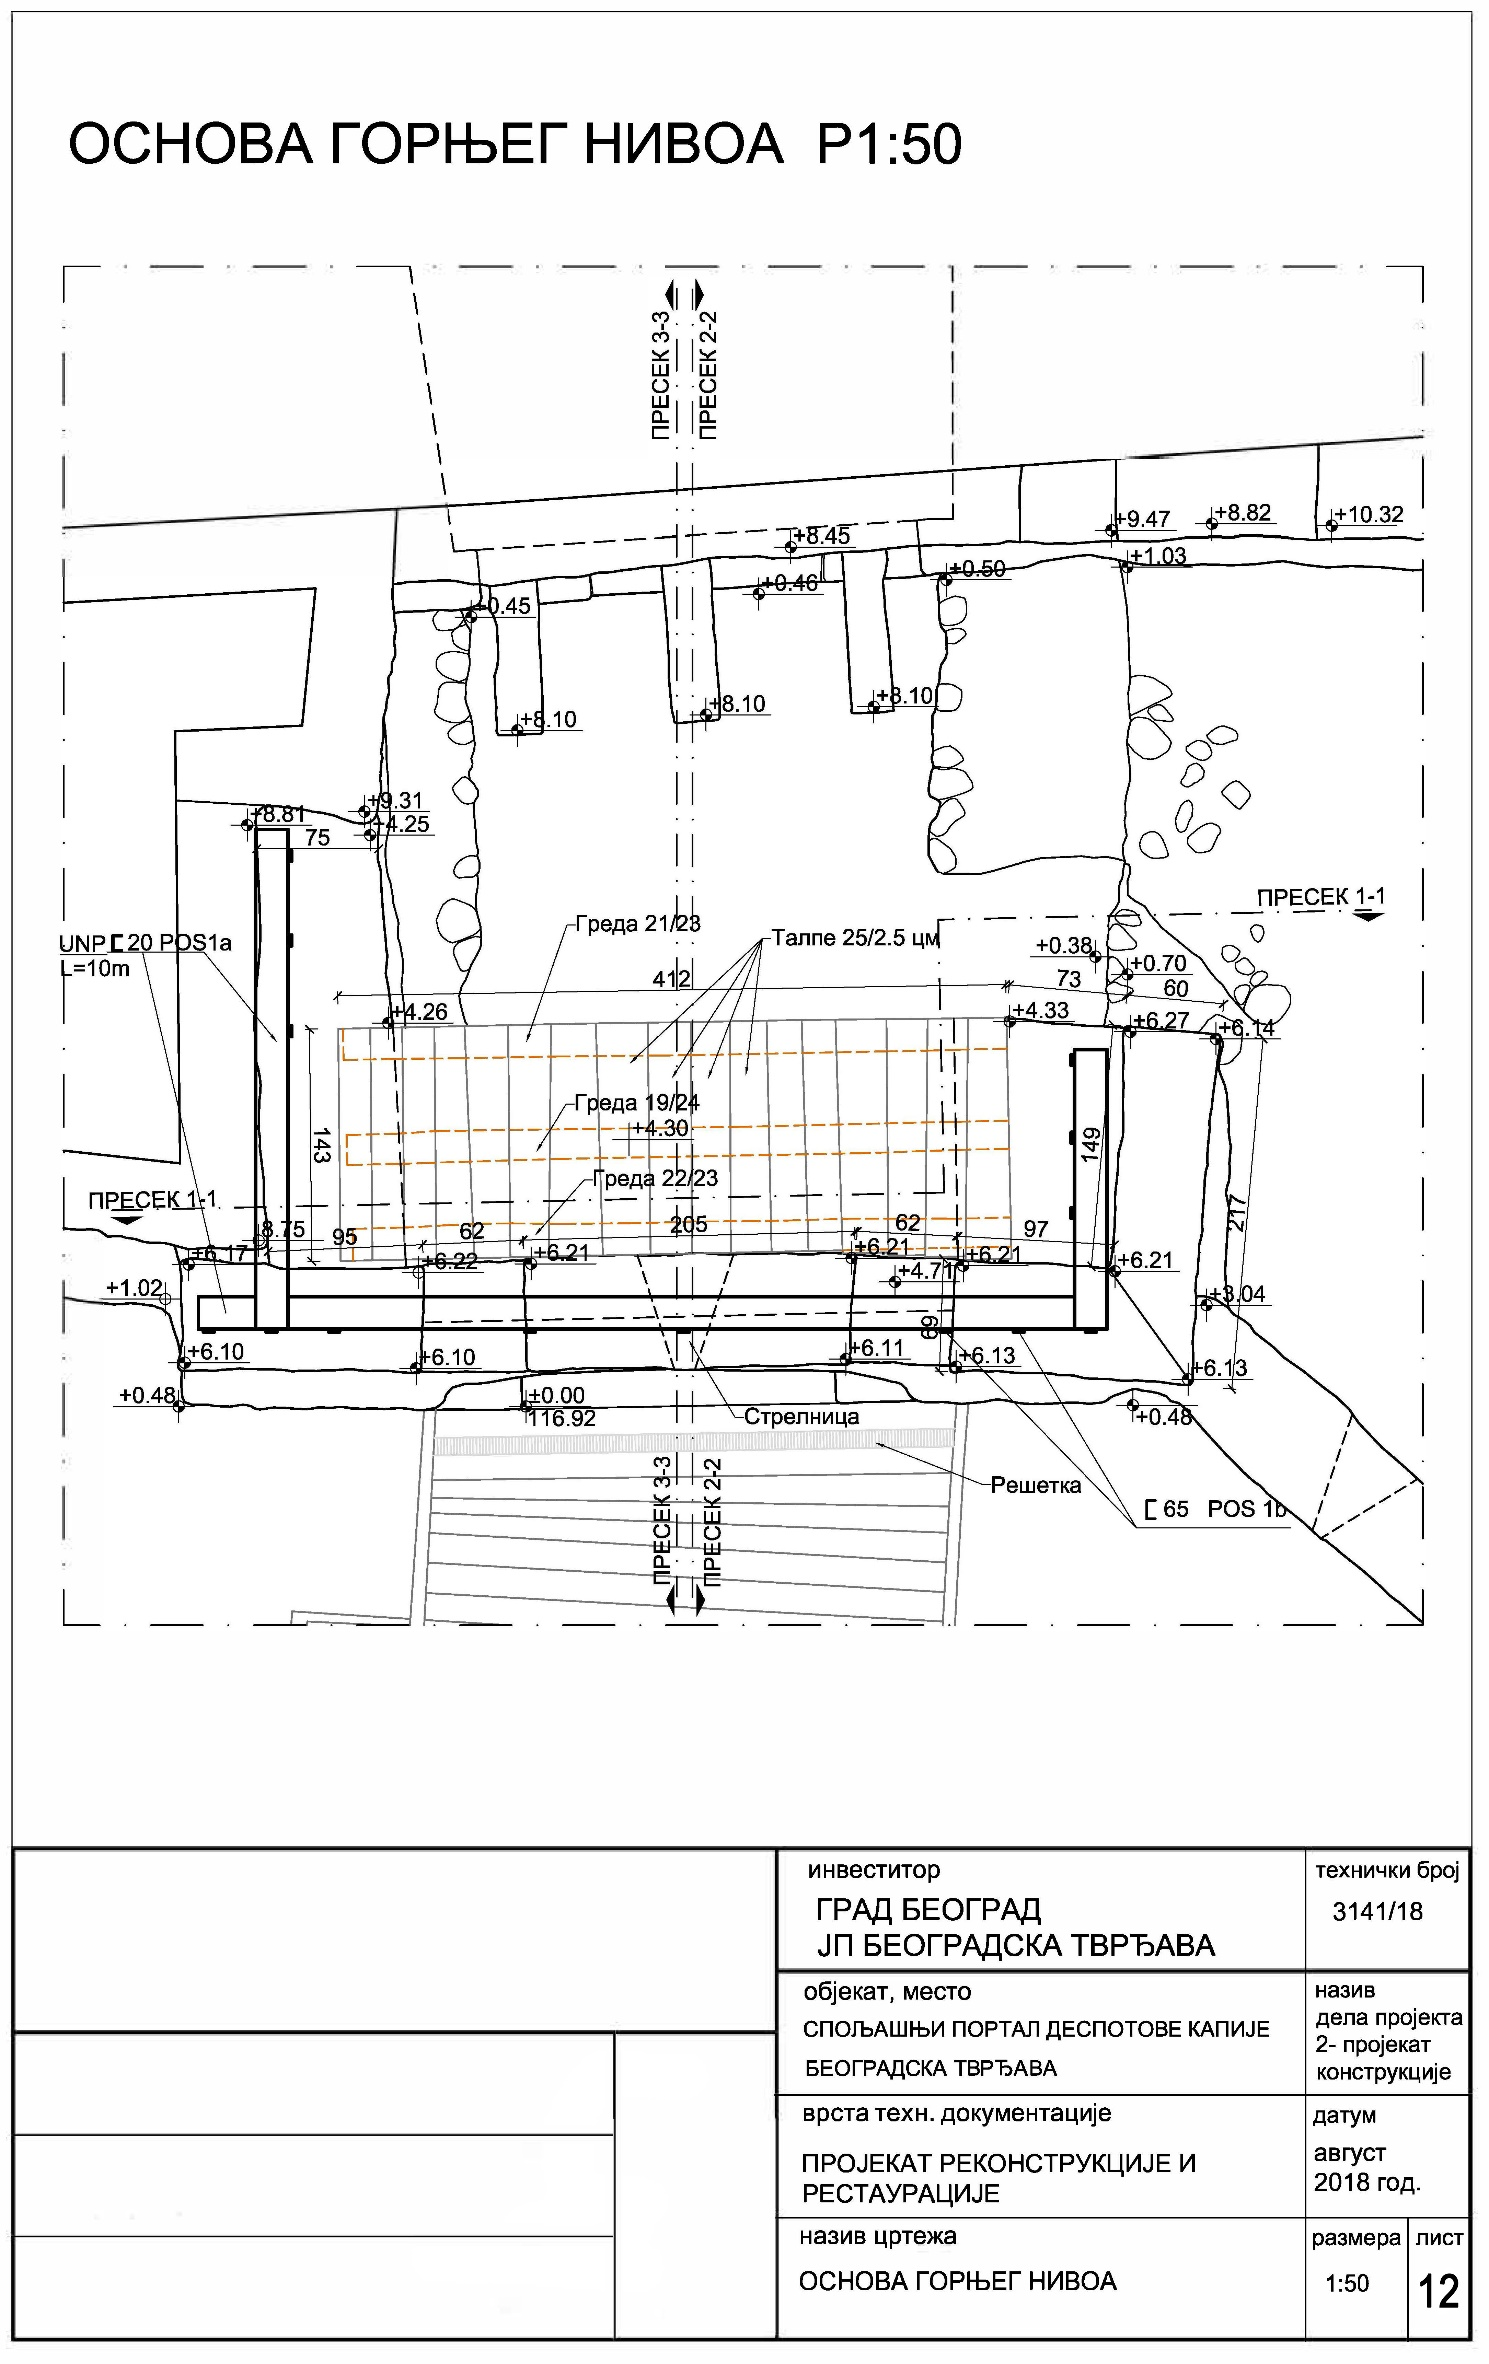 ОСНОВА ГОРЊЕГ НИВОА Р1:50
ПРЕСЕК 3-3
ПРЕСЕК 2-2
+9.47
+8.82
+10.32
+8.45
+1.03
+0.50
+0.46
+0.45
+8.10
+8.10
+8.10
+9.31
+8.81
+4.25
75
ПРЕСЕК 1-1
Греда 21/23
Талпе 25/2.5 цм
UNP 20 POS1a
L=10m
+0.38
+0.70
412
73
60
+4.26
+4.33
+6.27
+6.14
Греда 19/24
+4.30
143
149
Греда 22/23
ПРЕСЕК 1-1
217
8.75
95
62
205
62
97
+6.17
+6.22
+6.21
+6.21
+6.21
+6.21
+4.71
+1.02
+3.04
69
+6.10
+6.10
+6.11
+6.13
+6.13
+0.48
±0.00
116.92
Стрелница
+0.48
ПРЕСЕК 3-3
ПРЕСЕК 2-2
Решетка
65 POS 1b
инвеститор
технички број
ГРАД БЕОГРАД
3141/18
ЈП БЕОГРАДСКА ТВРЂАВА
објекат, место
назив
дела пројекта
СПОЉАШЊИ ПОРТАЛ ДЕСПОТОВЕ КАПИЈЕ
2- пројекат
БЕОГРАДСКА ТВРЂАВА
конструкције
врста техн. документације
датум
ПРОЈЕКАТ РЕКОНСТРУКЦИЈЕ И
РЕСТАУРАЦИЈЕ
август
2018 год.
назив цртежа
размера
лист
ОСНОВА ГОРЊЕГ НИВОА
1:50
12